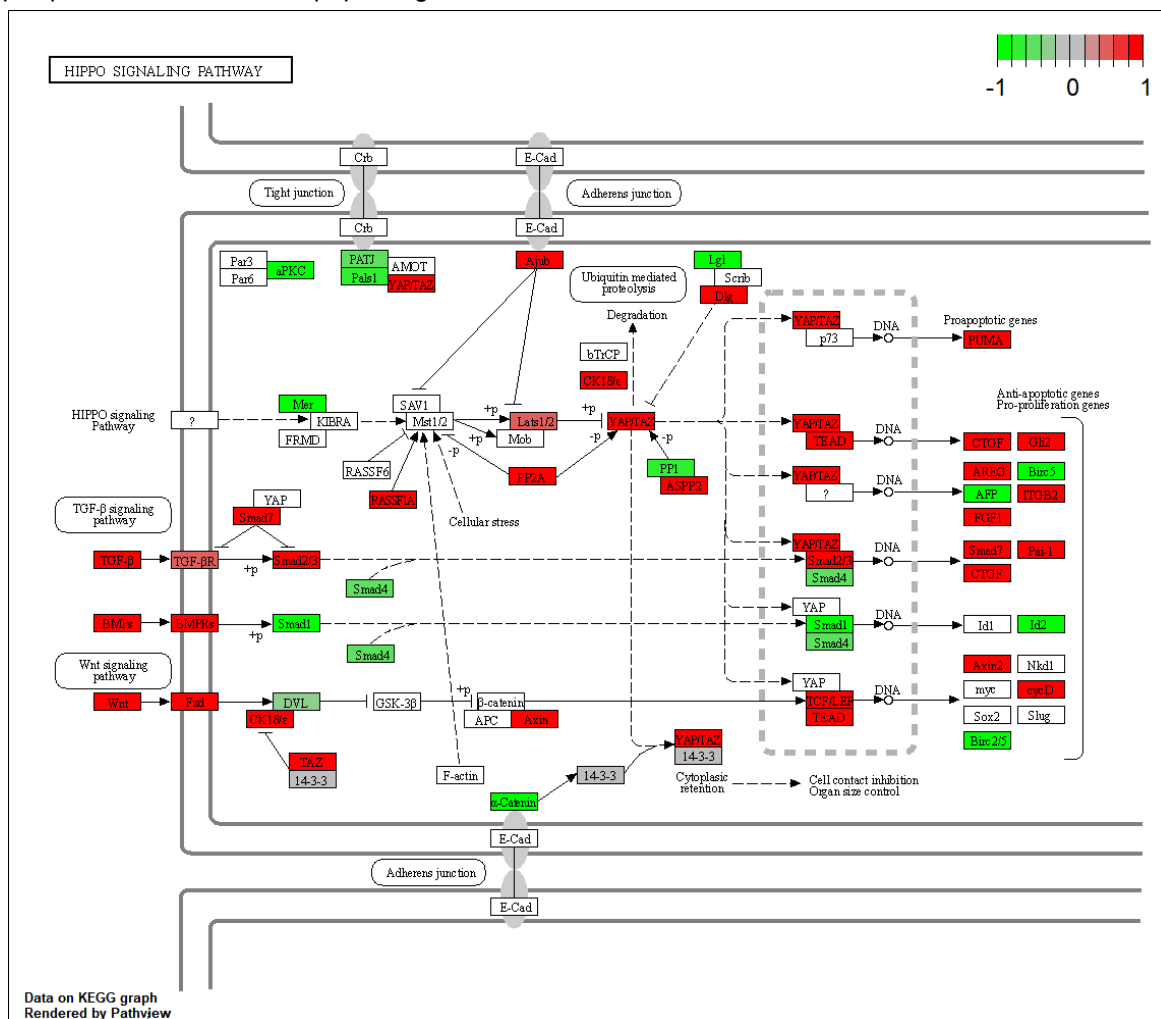 -1 0 1
HIPPO SIGNALING PATHWAY
Crb
E-Cad
Tight junction
Adherens junction
Crb
E-Cad
Par3
Par6
aPKC
PATJ
Pals1
AMOT
YAP/TAZ
Ajub
Ubiquitin mediated
proteolysis
Lgl
Scrib
Dlg
Degradation
bTrCP
CK1δ/ε
YAP/TAZ
p73
DNA
Proapoptotic genes
PUMA
Anti-apoptotic genes
Pro-proliferation genes
HIPPO signaling
Pathway
?
Mer
KIBRA
FRMD
SAV1
Mst1/2
+p
+p
Lats1/2
Mob
+p
YAP/TAZ
-p
-p
-p
RASSF6
RASSF1A
PP2A
PP1
ASPP2
Cellular stress
YAP/TAZ
TEAD
DNA
CTGF
Gli2
YAP/TAZ
?
DNA
AREG
Birc5
AFP
ITGB2
FGF1
TGF-β signaling
pathway
YAP
Smad7
TGF-β
TGF-βR
+p
Smad2/3
Smad4
YAP/TAZ
Smad2/3
Smad4
DNA
Smad7
Pai-1
CTGF
BMPs
BMPRs
+p
Smad1
Smad4
YAP
Smad1
Smad4
DNA
Id1
Id2
Wnt signaling
pathway
Wnt
Fzd
DVL
CK1δ/ε
GSK-3β
+p
β-catenin
APC
Axin
YAP
TCF/LEF
TEAD
DNA
Axin2
Nkd1
myc
cycD
Sox2
Slug
Birc2/5
TAZ
14-3-3
F-actin
14-3-3
YAP/TAZ
14-3-3
Cytoplasic
retention
Cell contact inhibition
Organ size control
α-Catenin
E-Cad
Adherens junction
E-Cad
Data on KEGG graph
Rendered by Pathview